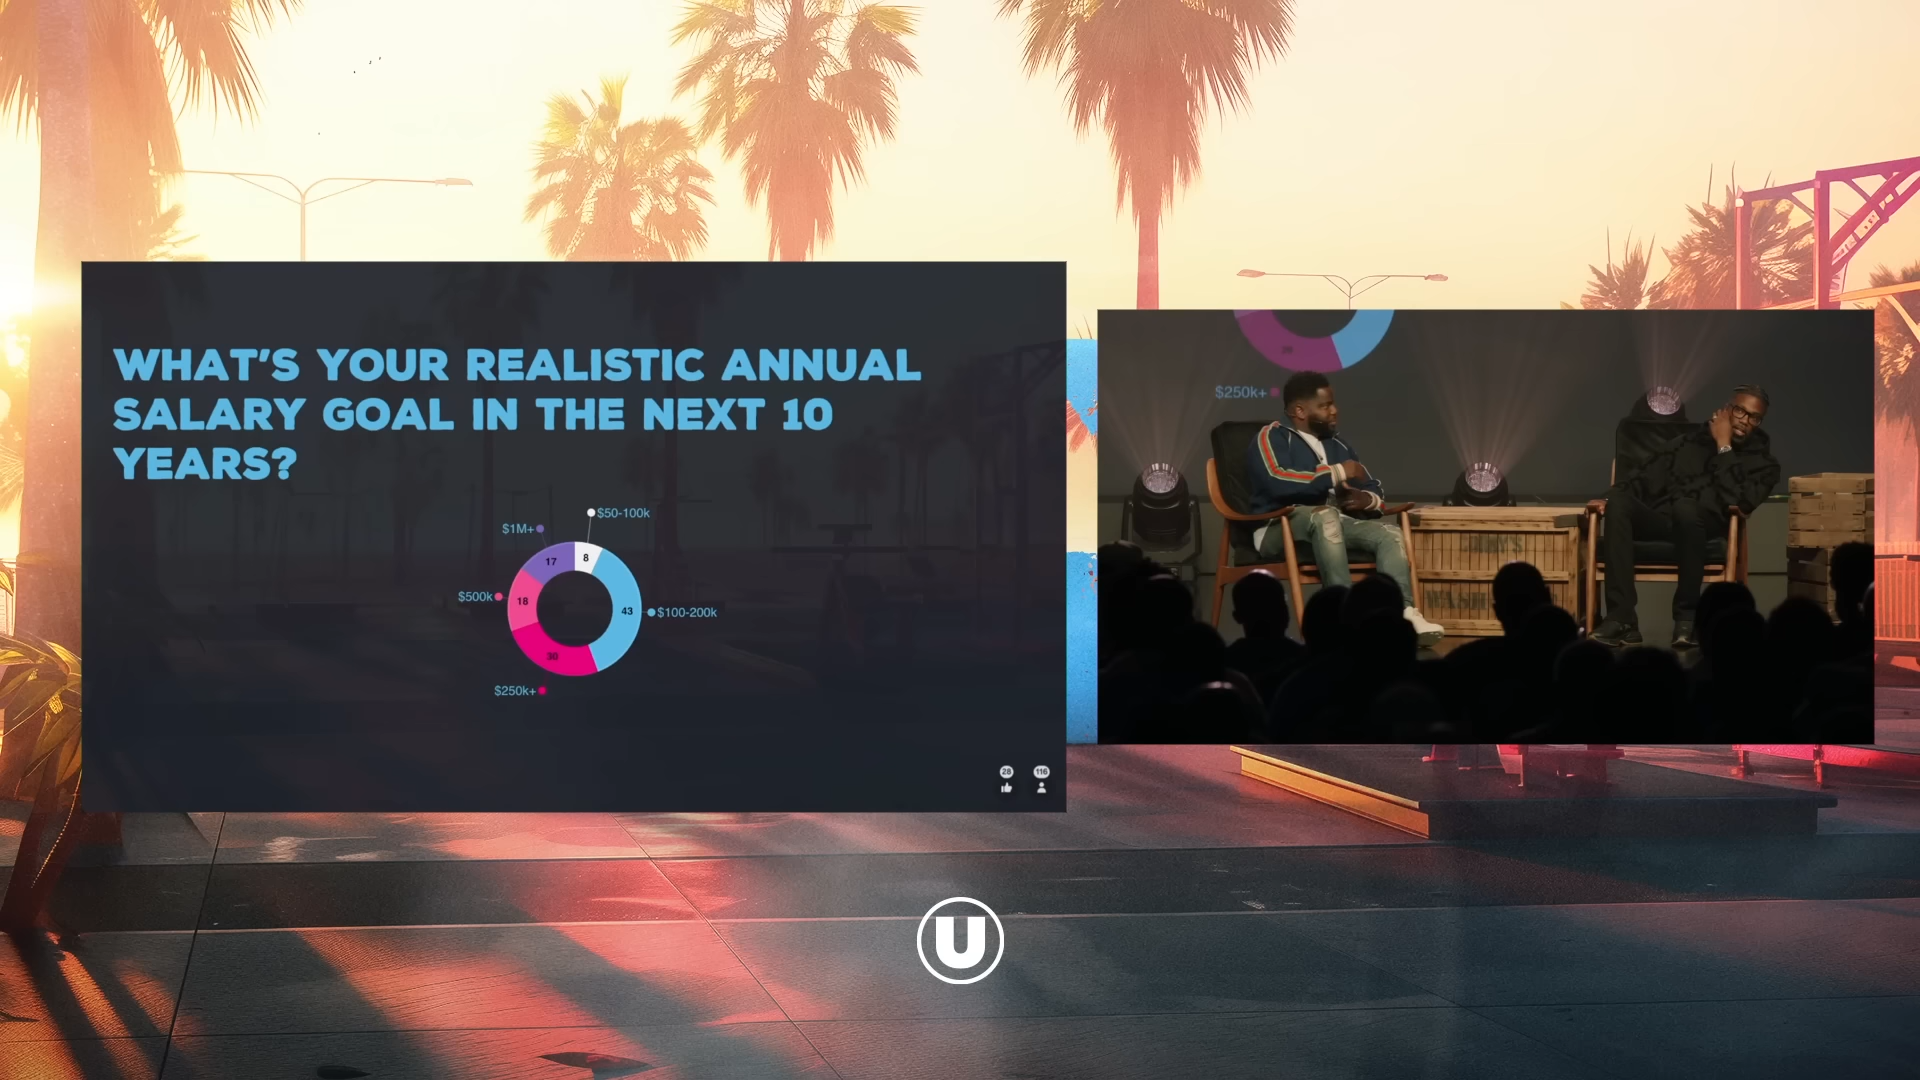 WHAT'S YOUR REALISTIC ANNUAL
SALARY GOAL IN THE NEXT 10
YEARS?
$50-100k
$1M+
17
8
$500k
18
43
$100-200k
30
$250k+
28
116
$250k+
U